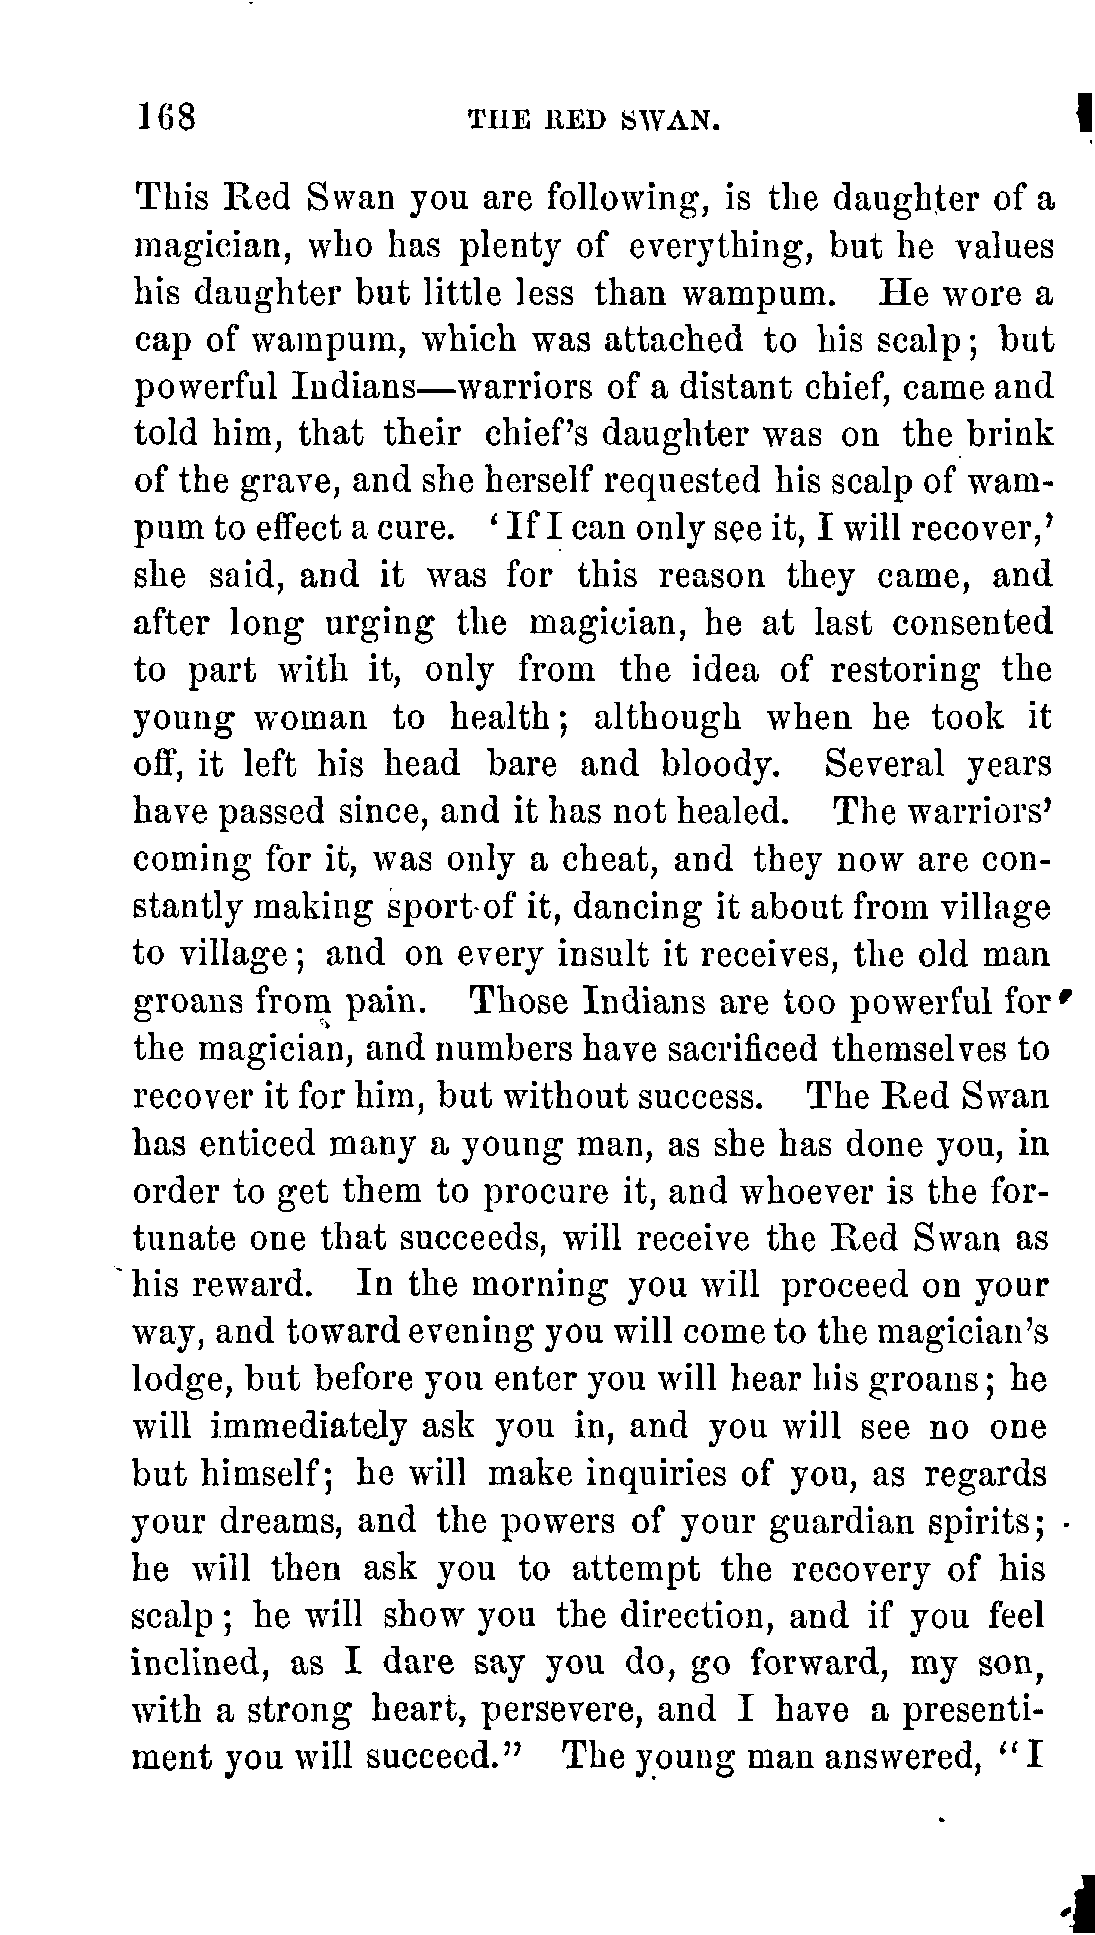 168 THE RED SWAN.
This Red Swan you are following, is the daughter of a
magician, who has plenty of everything, but he values
his daughter but little less than wampum. He wore a
cap of wampum, which was attached to his scalp; but
powerful Indians—warriors of a distant chief, came and
told him, that their chief's daughter was on the brink
of the grave, and she herself requested his scalp of wam-
pum to effect a cure. 'If I can only see it, I will recover,'
she said, and it was for this reason they came, and
after long urging the magician, he at last consented
to part with it, only from the idea of restoring the
young woman to health; although when he took it
off, it left his head bare and bloody. Several years
have passed since, and it has not healed. The warriors'
coming for it, was only a cheat, and they now are con-
stantly making sport of it, dancing it about from village
to village; and on every insult it receives, the old man
groans from pain. Those Indians are too powerful for
the magician, and numbers have sacrificed themselves to
recover it for him, but without success. The Red Swan
has enticed many a young man, as she has done you, in
order to get them to procure it, and whoever is the for-
tunate one that succeeds, will receive the Red Swan as
his reward. In the morning you will proceed on your
way, and toward evening you will come to the magician's
lodge, but before you enter you will hear his groans; he
will immediately ask you in, and you will see no one
but himself; he will make inquiries of you, as regards
your dreams, and the powers of your guardian spirits;
he will then ask you to attempt the recovery of his
scalp; he will show you the direction, and if you feel
inclined, as I dare say you do, go forward, my son,
with a strong heart, persevere, and I have a presenti-
ment you will succeed." The young man answered, "I